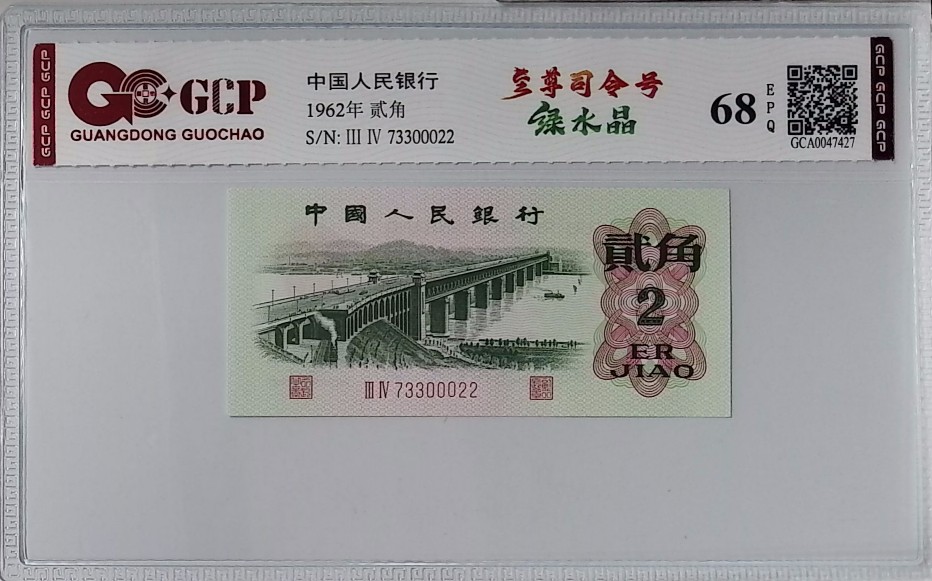 GCP GCP GCP
GCP
GUANGDONG GUOCHAO
中国人民银行
1962年 贰角
S/N: III IV 73300022
至尊司令号
绿水晶
68
EPQ
GCA0047427
GCP GCP GCP
中國人民銀行
貳角
2
ER
JIAO
III IV 73300022